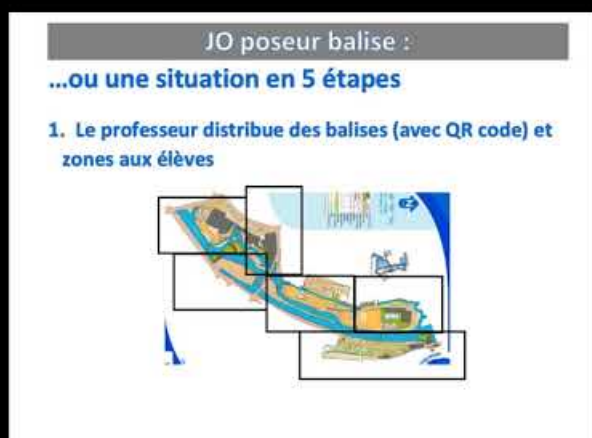 JO poseur balise :
...ou une situation en 5 étapes
1. Le professeur distribue des balises (avec QR code) et
zones aux élèves